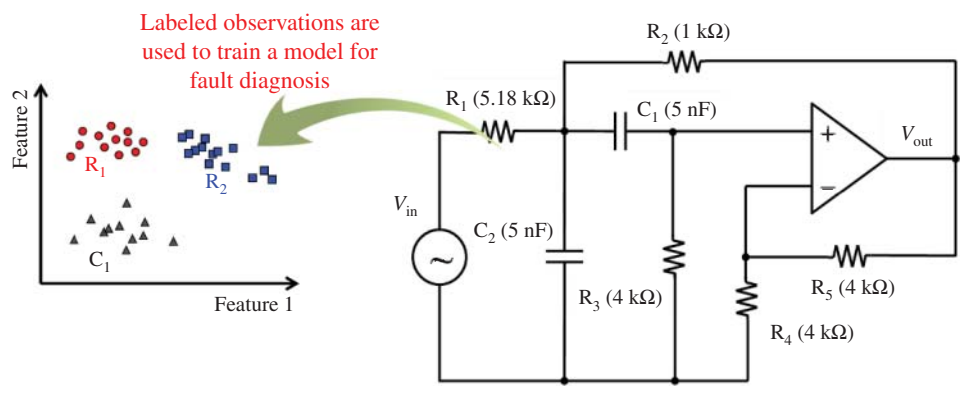 Labeled observations are
used to train a model for
fault diagnosis
Feature 2
R1
R2
C1
Feature 1
R2 (1 kΩ)
R1 (5.18 kΩ)
C1 (5 nF)
+
Vout
−
Vin
C2 (5 nF)
~
R3 (4 kΩ)
R5 (4 kΩ)
R4 (4 kΩ)